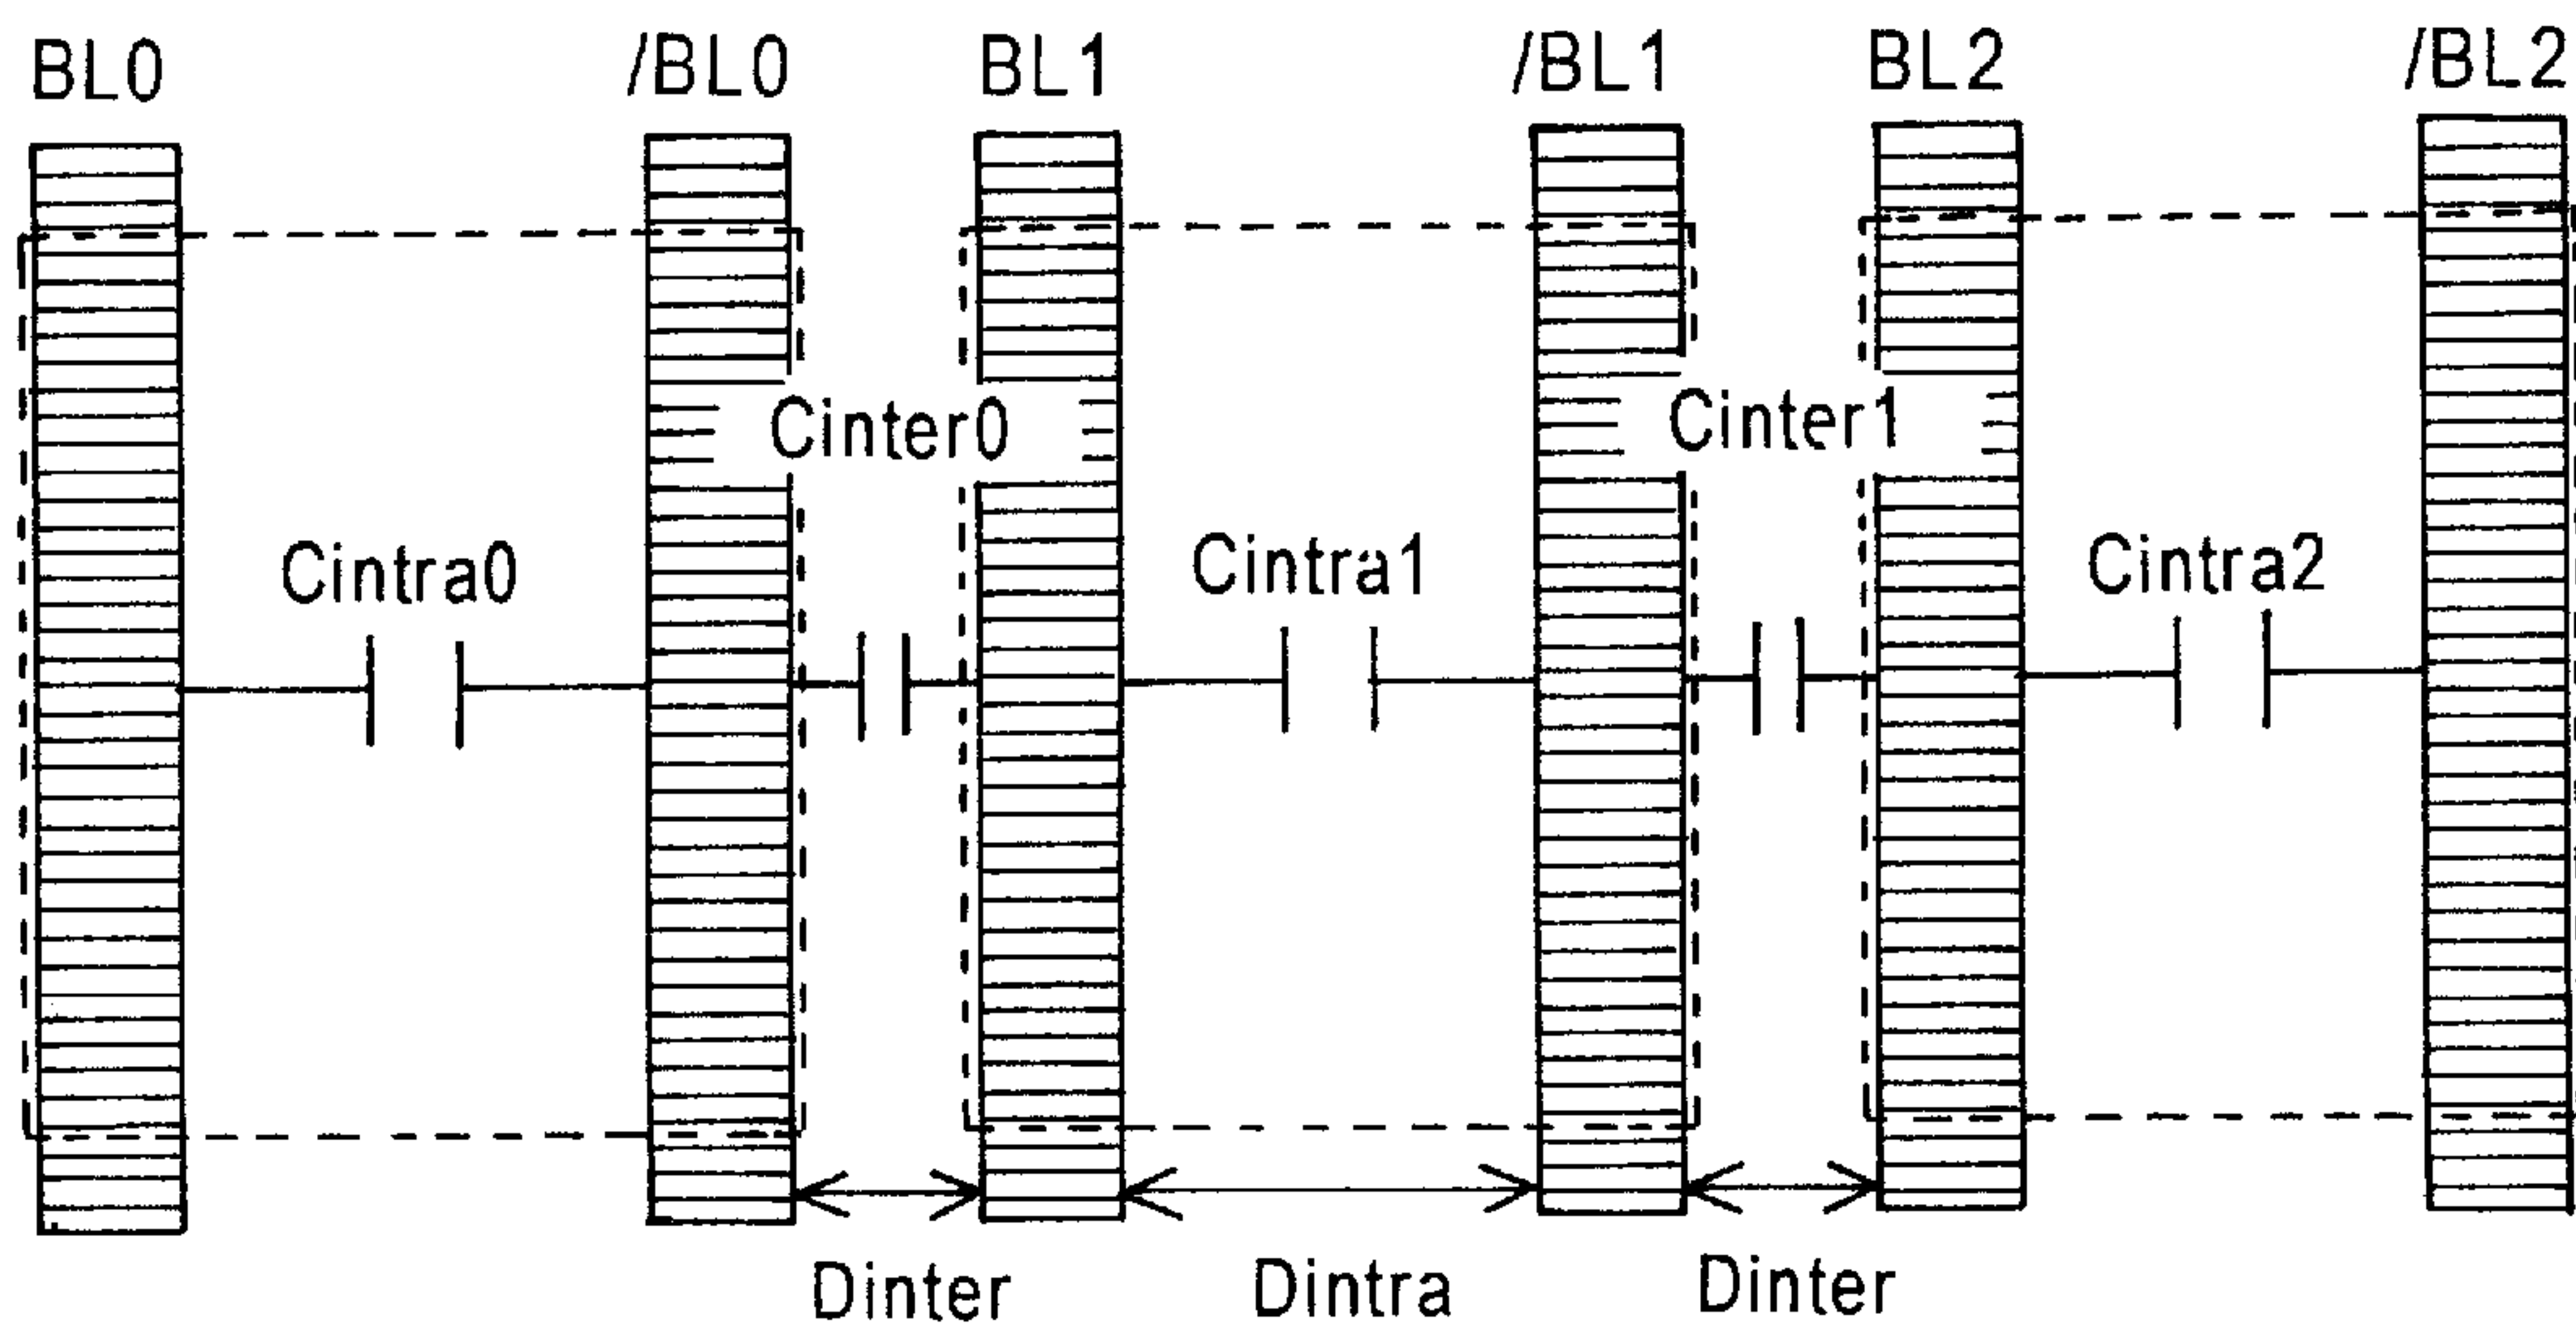 BL0 /BL0 BL1 /BL1 BL2 /BL2
Cinter0 Cinter1
Cintra0 Cintra1 Cintra2
Dinter Dintra Dinter